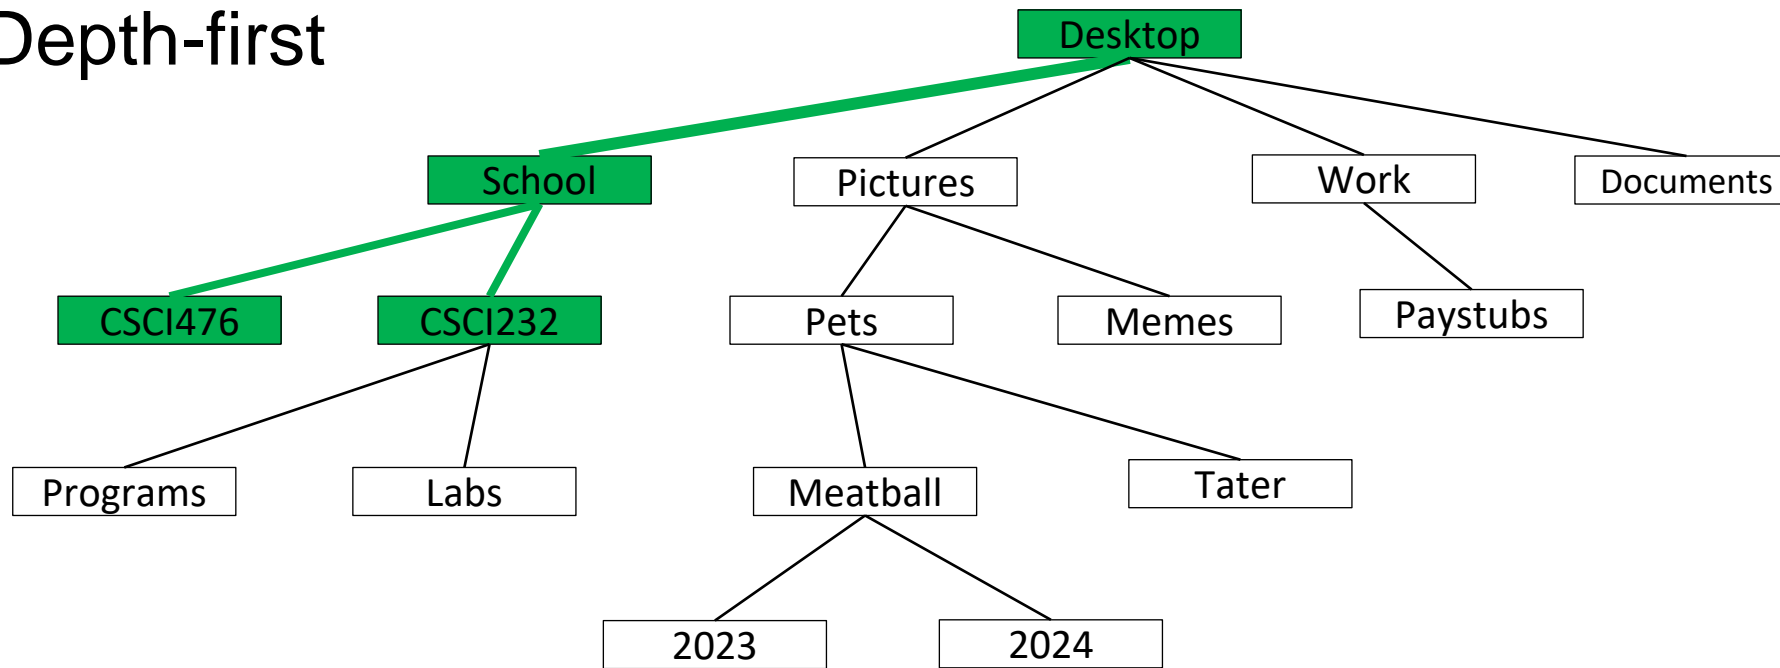 Depth-first
Desktop
School
Pictures
Work
Documents
CSCI476
CSCI232
Pets
Memes
Paystubs
Programs
Labs
Meatball
Tater
2023
2024